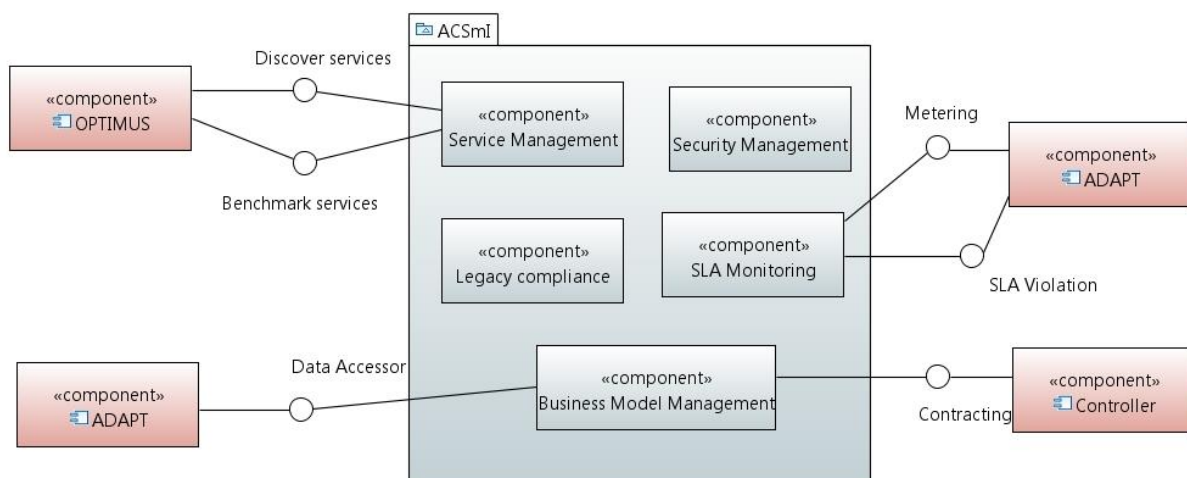 ACSmI
Discover services
«component»
OPTIMUS
Benchmark services
«component»
Service Management
«component»
Security Management
Metering
«component»
ADAPT
«component»
Legacy compliance
«component»
SLA Monitoring
SLA Violation
Data Accessor
«component»
ADAPT
«component»
Business Model Management
Contracting
«component»
Controller